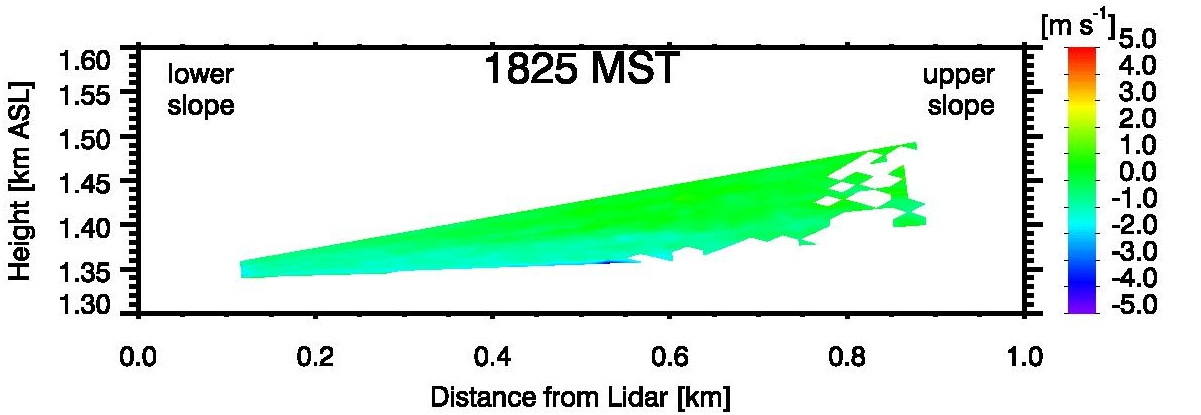 [m s⁻¹]
1825 MST
lower
slope
upper
slope
Height [km ASL]
1.60
1.55
1.50
1.45
1.40
1.35
1.30
0.0 0.2 0.4 0.6 0.8 1.0
Distance from Lidar [km]
5.0
4.0
3.0
2.0
1.0
0.0
-1.0
-2.0
-3.0
-4.0
-5.0